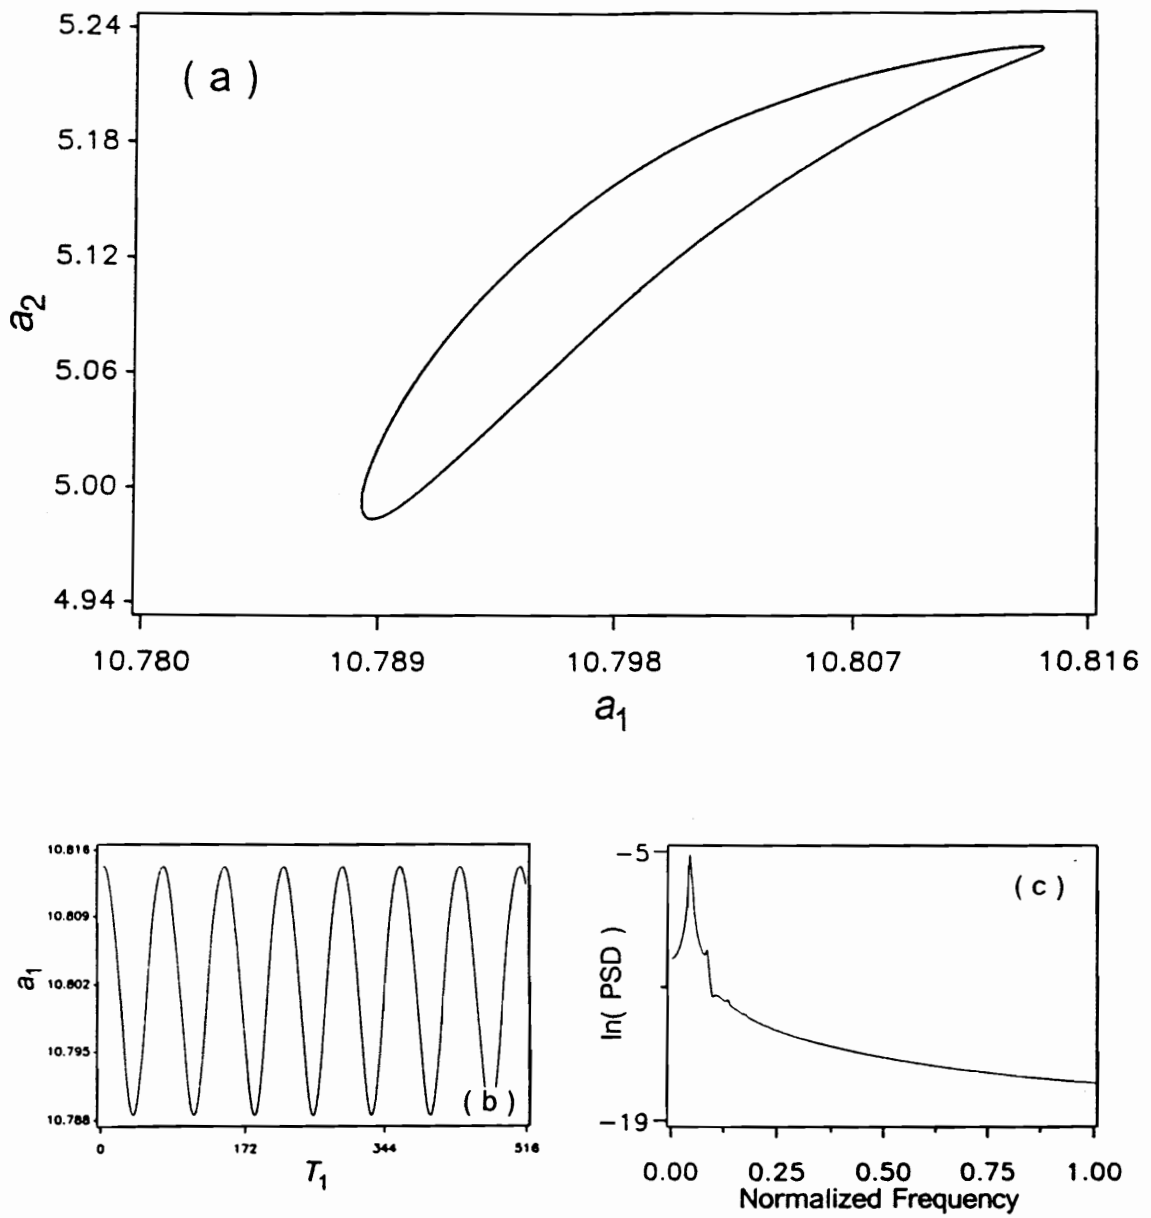 ( a )
5.24
5.18
5.12
5.06
5.00
4.94
a2
10.780 10.789 10.798 10.807 10.816
a1
10.816
10.809
10.802
10.795
10.788
a1
( b )
0 172 344 516
T1
-5
-19
ln( PSD )
( c )
0.00 0.25 0.50 0.75 1.00
Normalized Frequency